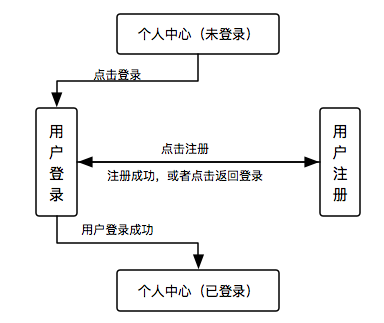 个人中心（未登录）
点击登录
用户登录
点击注册
注册成功，或者点击返回登录
用户注册
用户登录成功
个人中心（已登录）